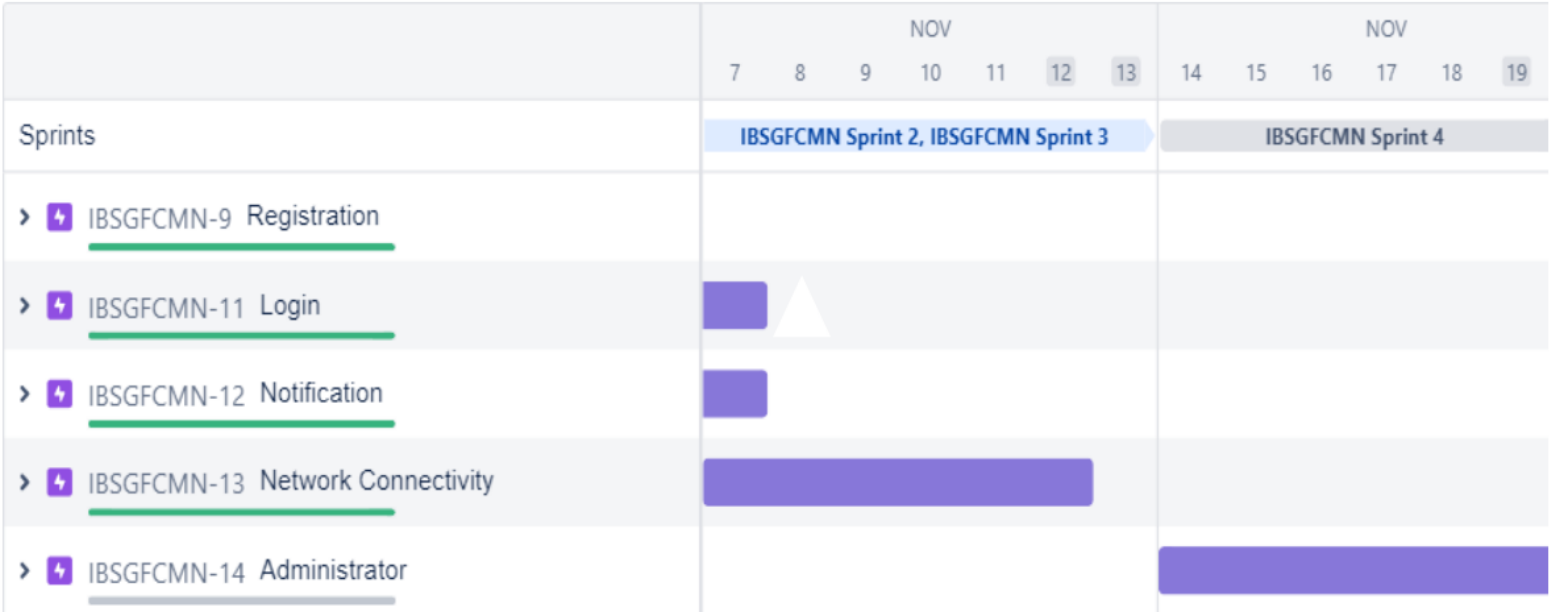 NOV NOV
7 8 9 10 11 12 13 14 15 16 17 18 19
Sprints IBSGFCMN Sprint 2, IBSGFCMN Sprint 3 IBSGFCMN Sprint 4
IBSGFCMN-9 Registration
IBSGFCMN-11 Login
IBSGFCMN-12 Notification
IBSGFCMN-13 Network Connectivity
IBSGFCMN-14 Administrator